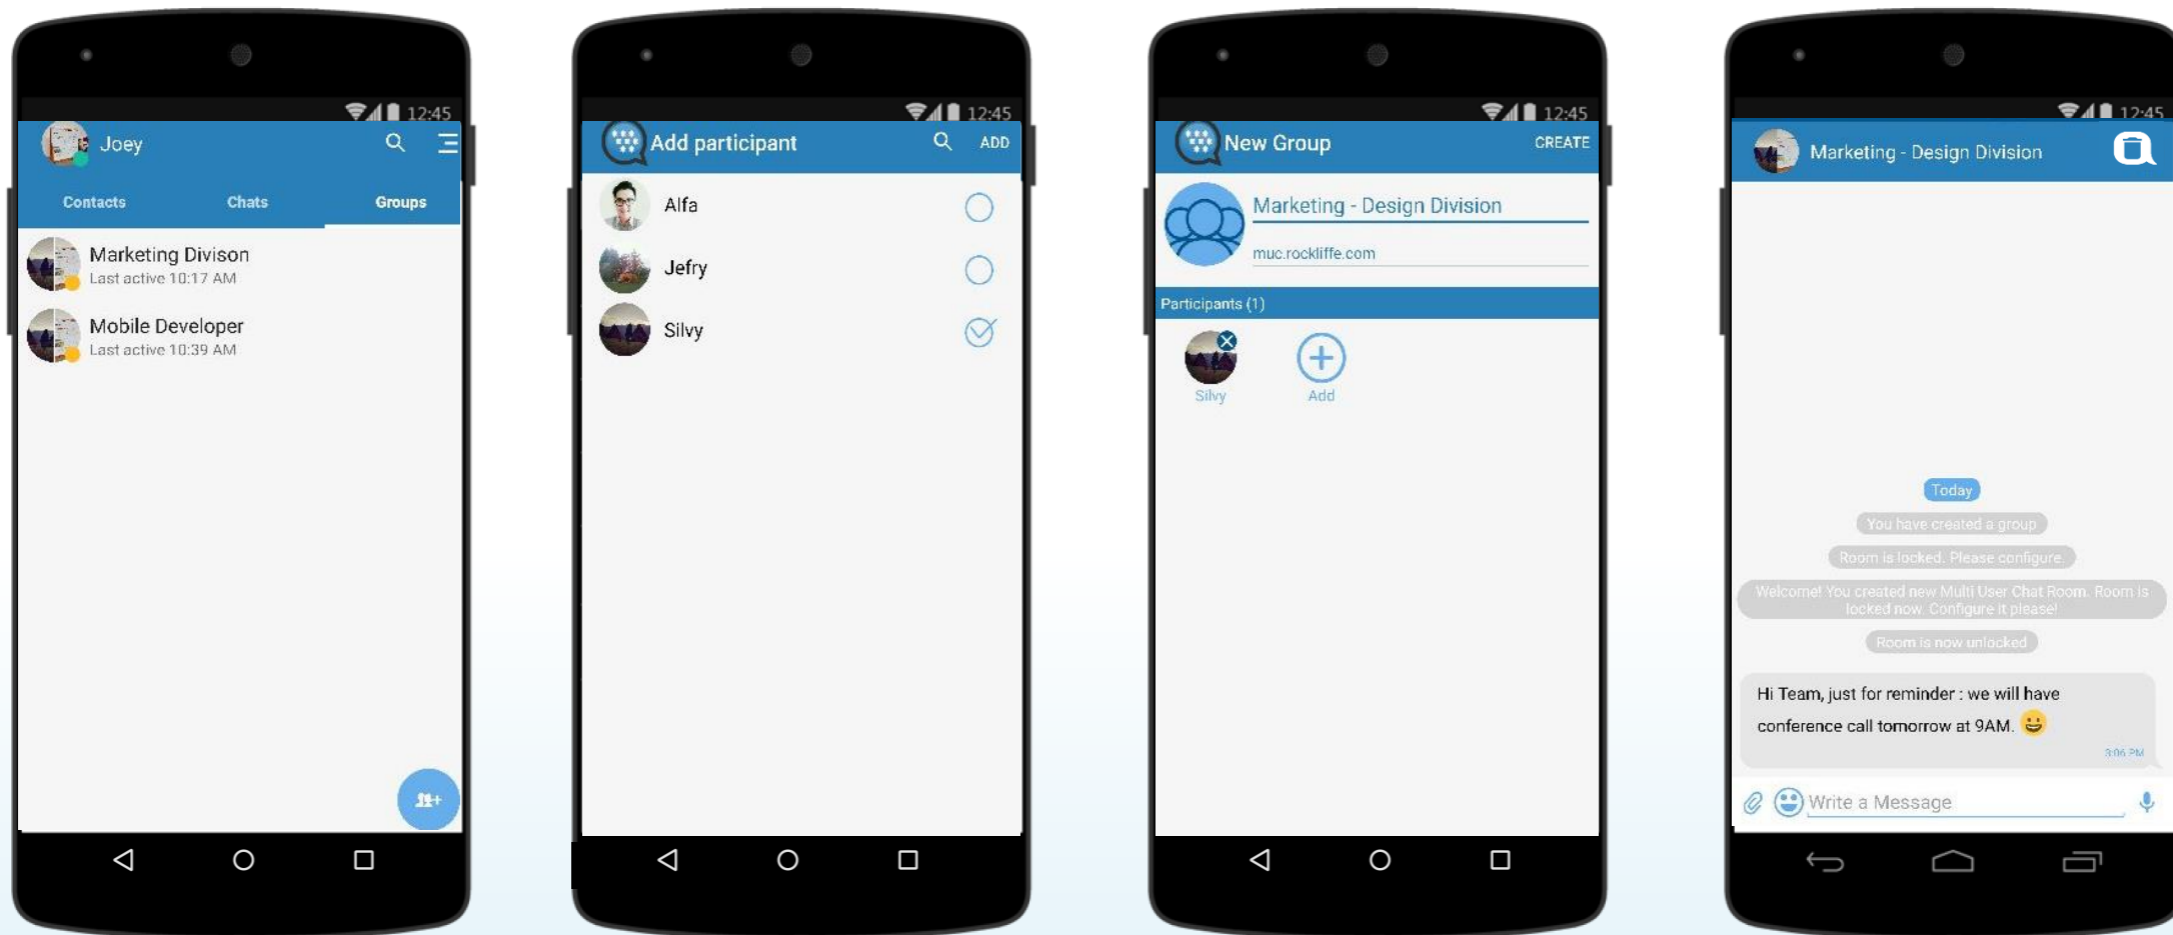 12:45
Joey
Contacts Chats Groups
Marketing Divison
Last active 10:17 AM
Mobile Developer
Last active 10:39 AM
12:45
Add participant ADD
Alfa
Jefry
Silvy
12:45
New Group CREATE
Marketing - Design Division
muc.rockliffe.com
Participants (1)
Silvy Add
12:45
Marketing - Design Division
Today
You have created a group
Room is locked. Please configure.
Welcome! You created new Multi User Chat Room. Room is
locked now. Configure it please!
Room is now unlocked
Hi Team, just for reminder : we will have
conference call tomorrow at 9AM.
3:06 PM
Write a Message